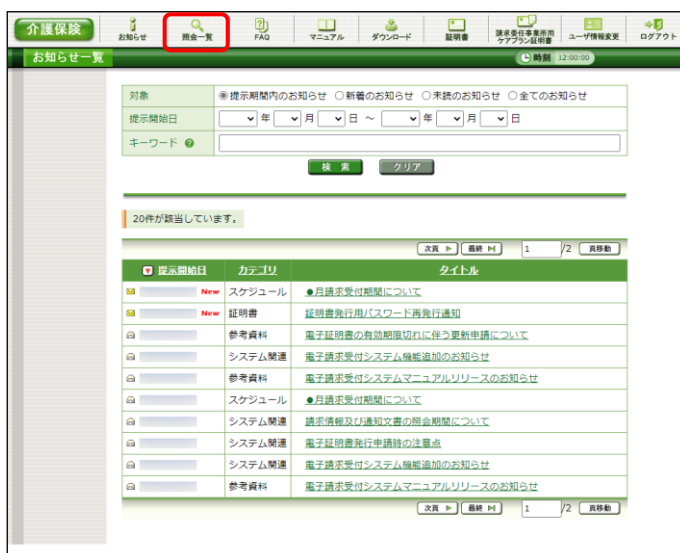 介護保険
お知らせ
照会一覧
FAQ
マニュアル
ダウンロード
証明書
請求委任事業所用
ケアプラン証明書
ユーザ情報変更
ログアウト
お知らせ一覧
時刻 12:00:00
対象 ◉提示期間内のお知らせ ○新着のお知らせ ○未読のお知らせ ○全てのお知らせ
提示開始日 年 月 日 ～ 年 月 日
キーワード ?
検 索 クリア
20件が該当しています。
次頁 最終 1 /2 頁移動
提示開始日 カテゴリ タイトル
New スケジュール ●月請求受付期間について
New 証明書 証明書発行用パスワード再発行通知
参考資料 電子証明書の有効期限切れに伴う更新申請について
システム関連 電子請求受付システム機能追加のお知らせ
参考資料 電子請求受付システムマニュアルリリースのお知らせ
スケジュール ●月請求受付期間について
システム関連 請求情報及び通知文書の照会期間について
システム関連 電子証明書発行申請時の注意点
システム関連 電子請求受付システム機能追加のお知らせ
参考資料 電子請求受付システムマニュアルリリースのお知らせ
次頁 最終 1 /2 頁移動